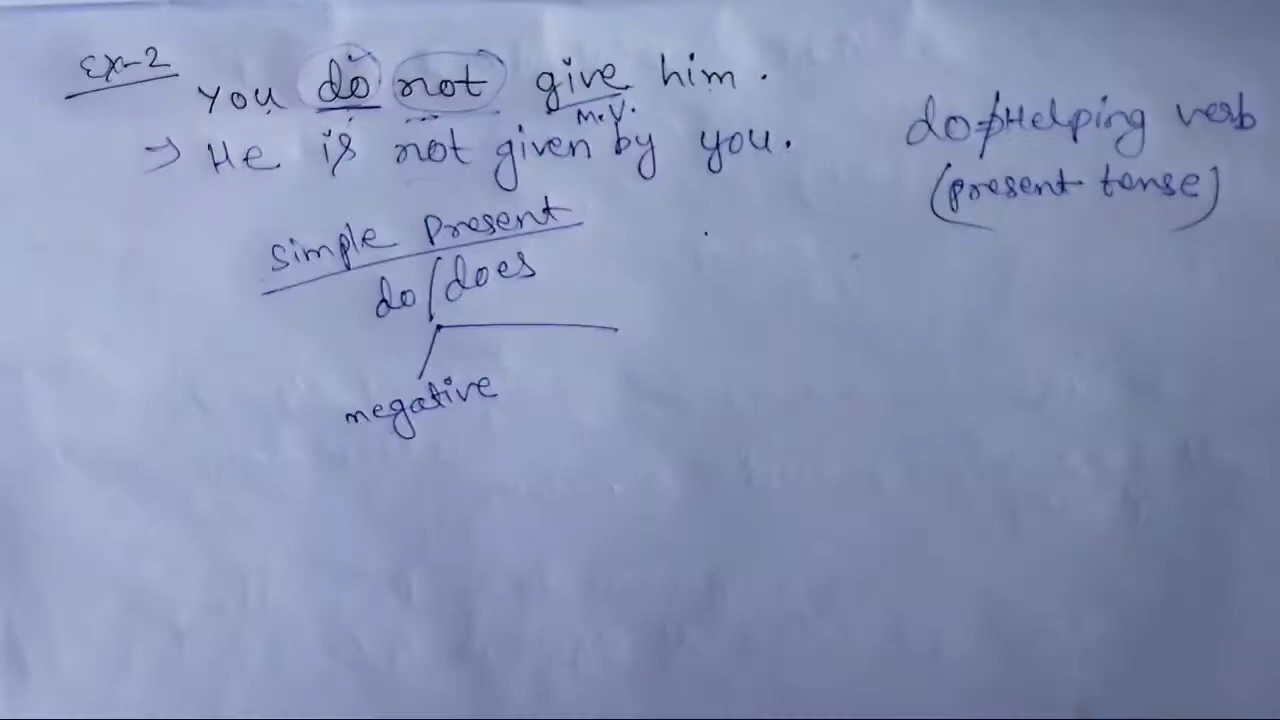 Ex-2
You do not give him.
M.V.
→ He is not given by you.
do ≠ Helping verb
(present tense)
Simple Present
do/does
negative